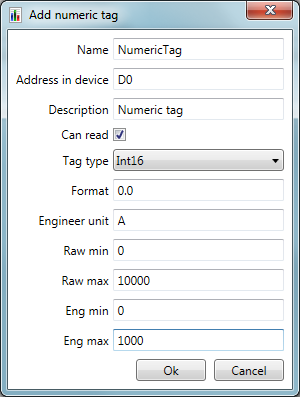 Add numeric tag
Name NumericTag
Address in device D0
Description Numeric tag
Can read
Tag type Int16
Format 0.0
Engineer unit A
Raw min 0
Raw max 10000
Eng min 0
Eng max 1000
Ok Cancel